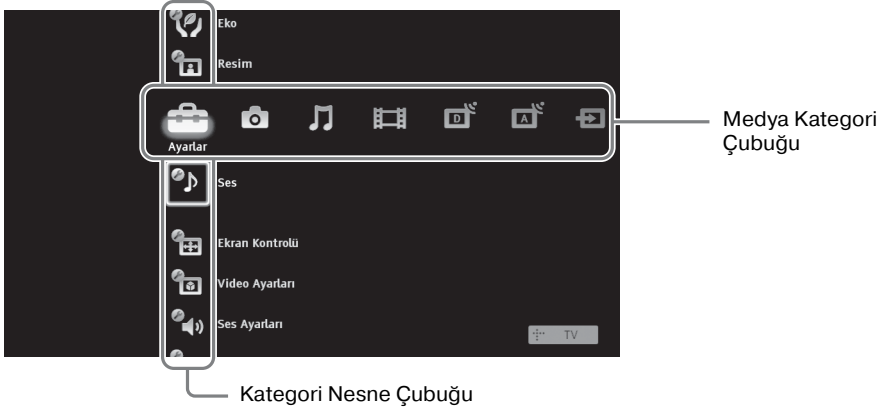 Eko
Resim
D
A
Medya Kategori
Çubuğu
Ayarlar
Ses
Ekran Kontrolü
Video Ayarları
Ses Ayarları
TV
Kategori Nesne Çubuğu